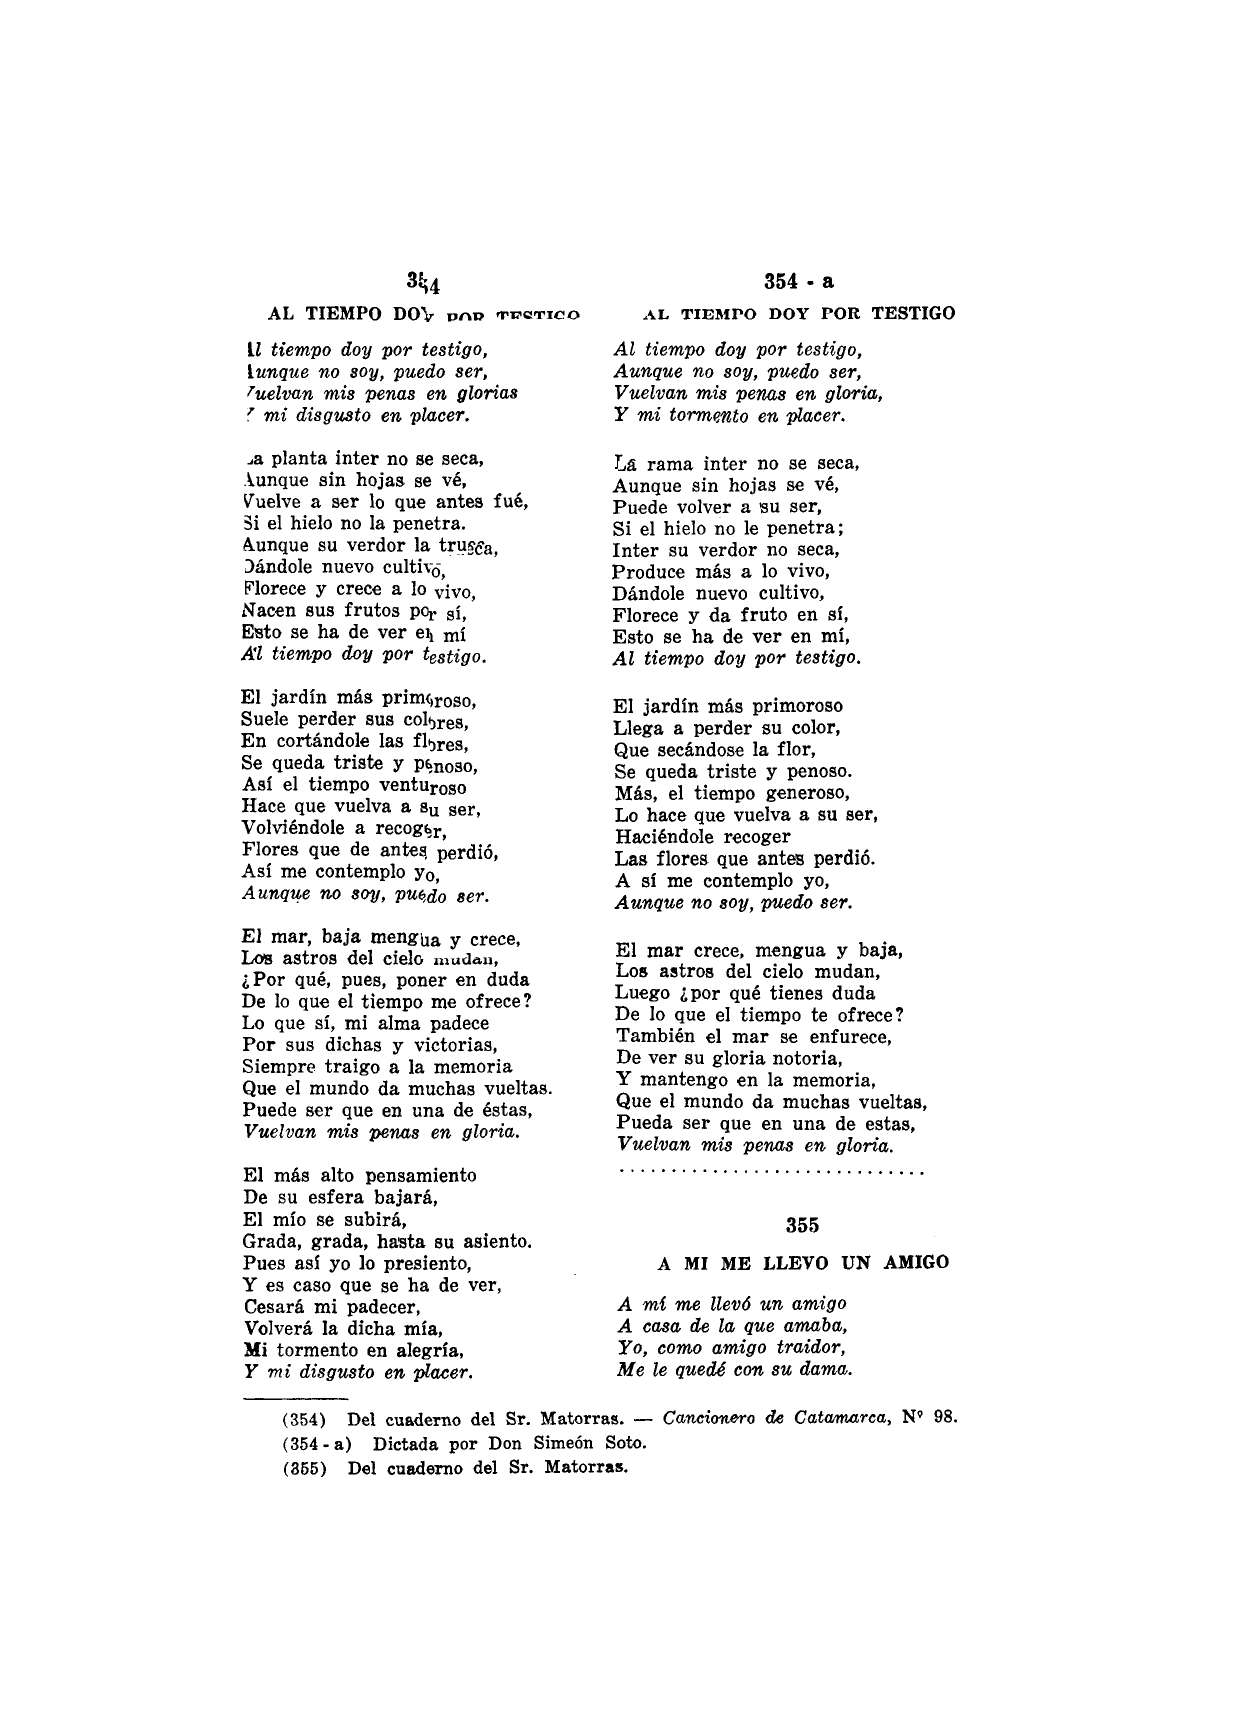 354
AL TIEMPO DOY POR TESTIGO
Al tiempo doy por testigo,
Aunque no soy, puedo ser,
Vuelvan mis penas en glorias
Y mi disgusto en placer.
La planta inter no se seca,
Aunque sin hojas se vé,
Vuelve a ser lo que antes fué,
Si el hielo no la penetra.
Aunque su verdor la
Dándole nuevo cultivo,
Florece y crece a lo vivo,
Nacen sus frutos por sí,
Esto se ha de ver en mí
Al tiempo doy por testigo.
El jardín más primoroso,
Suele perder sus colores,
En cortándole las flores,
Se queda triste y penoso,
Así el tiempo venturoso
Hace que vuelva a su ser,
Volviéndole a recoger,
Flores que de antes perdió,
Así me contemplo yo,
Aunque no soy, puedo ser.
El mar, baja mengua y crece,
Los astros del cielo mudan,
¿Por qué, pues, poner en duda
De lo que el tiempo me ofrece?
Lo que sí, mi alma padece
Por sus dichas y victorias,
Siempre traigo a la memoria
Que el mundo da muchas vueltas.
Puede ser que en una de éstas,
Vuelvan mis penas en gloria.
El más alto pensamiento
De su esfera bajará,
El mío se subirá,
Grada, grada, hasta su asiento.
Pues así yo lo presiento,
Y es caso que se ha de ver,
Cesará mi padecer,
Volverá la dicha mía,
Mi tormento en alegría,
Y mi disgusto en placer.
354 - a
AL TIEMPO DOY POR TESTIGO
Al tiempo doy por testigo,
Aunque no soy, puedo ser,
Vuelvan mis penas en gloria,
Y mi tormento en placer.
La rama inter no se seca,
Aunque sin hojas se vé,
Puede volver a su ser,
Si el hielo no le penetra;
Inter su verdor no seca,
Produce más a lo vivo,
Dándole nuevo cultivo,
Florece y da fruto en sí,
Esto se ha de ver en mí,
Al tiempo doy por testigo.
El jardín más primoroso
Llega a perder su color,
Que secándose la flor,
Se queda triste y penoso.
Más, el tiempo generoso,
Lo hace que vuelva a su ser,
Haciéndole recoger
Las flores que antes perdió.
A sí me contemplo yo,
Aunque no soy, puedo ser.
El mar crece, mengua y baja,
Los astros del cielo mudan,
Luego ¿por qué tienes duda
De lo que el tiempo te ofrece?
También el mar se enfurece,
De ver su gloria notoria,
Y mantengo en la memoria,
Que el mundo da muchas vueltas,
Pueda ser que en una de estas,
Vuelvan mis penas en gloria.
..............................
355
A MI ME LLEVO UN AMIGO
A mí me llevó un amigo
A casa de la que amaba,
Yo, como amigo traidor,
Me le quedé con su dama.
(354) Del cuaderno del Sr. Matorras. — Cancionero de Catamarca, Nº 98.
(354 - a) Dictada por Don Simeón Soto.
(355) Del cuaderno del Sr. Matorras.